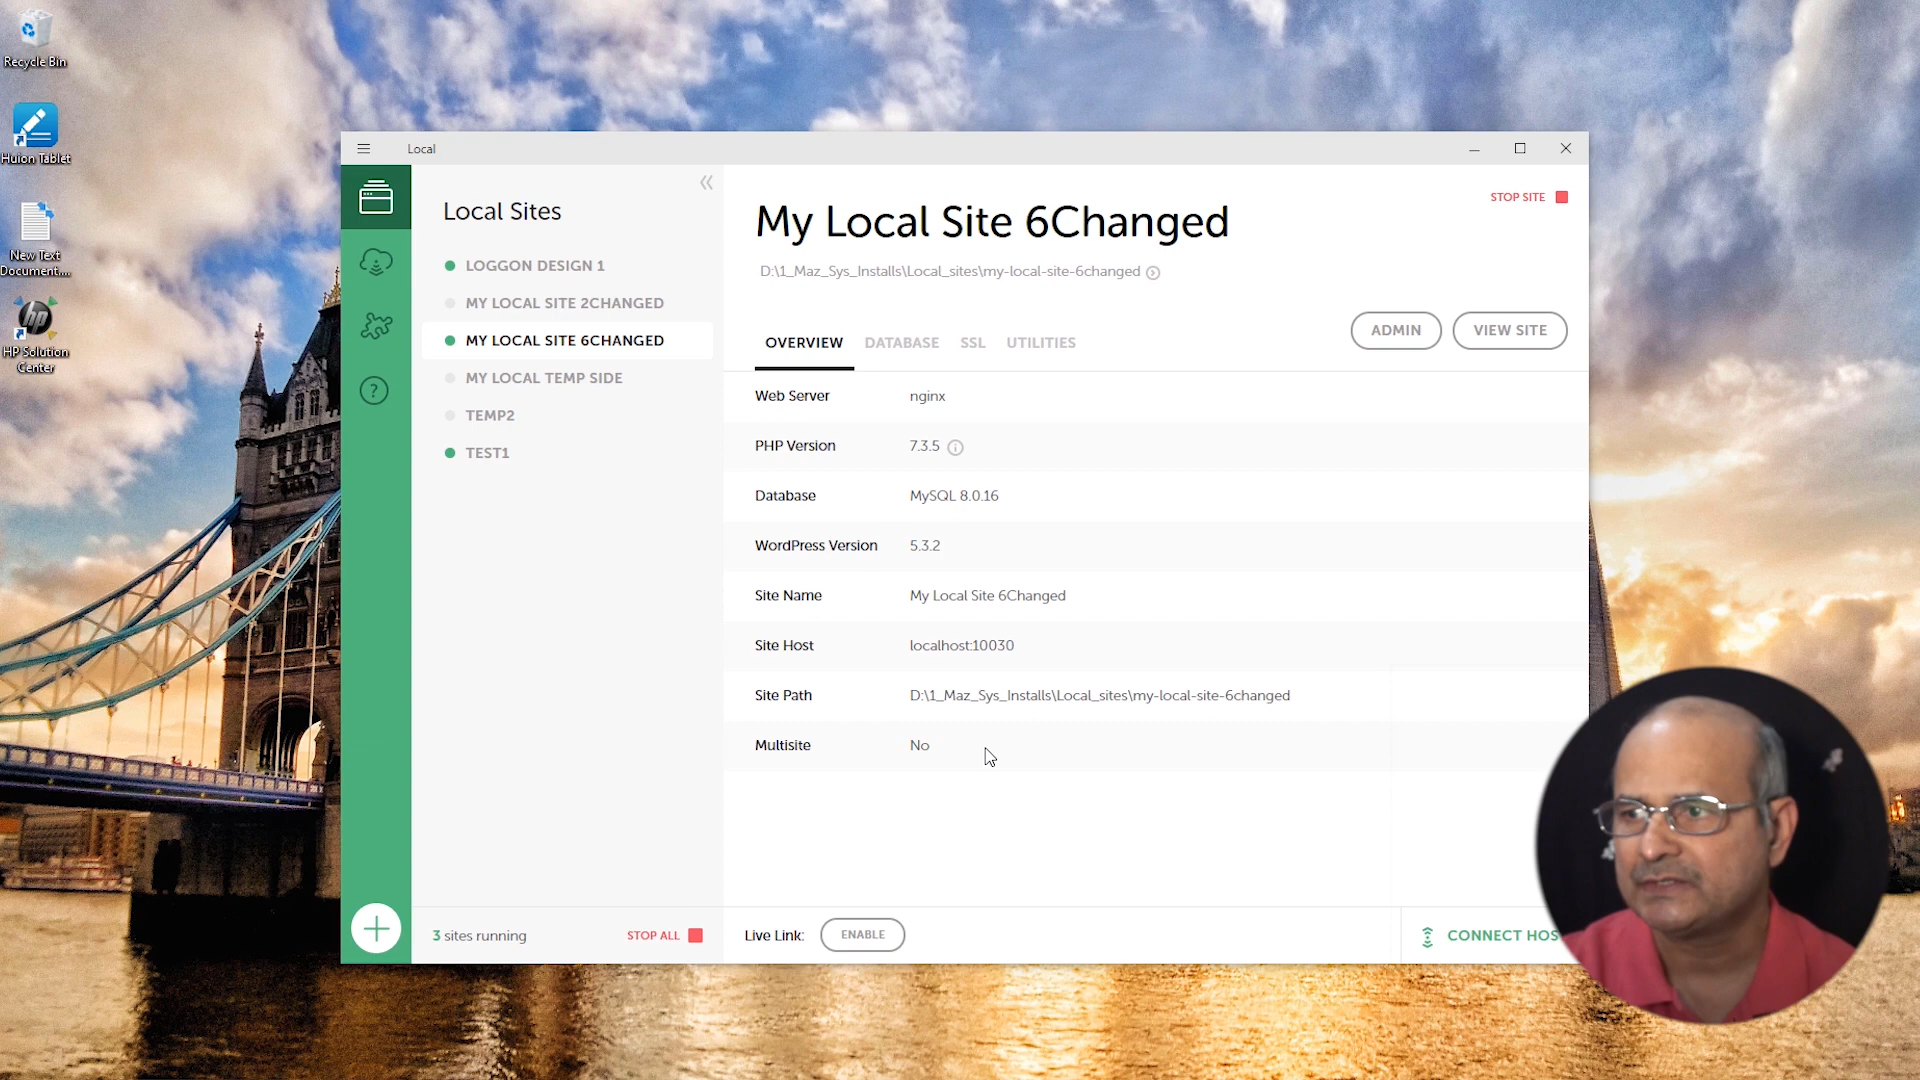 Recycle Bin
Huion Tablet
New Text
Document....
HP Solution
Center
hp
Local
Local Sites
LOGGON DESIGN 1
MY LOCAL SITE 2CHANGED
MY LOCAL SITE 6CHANGED
MY LOCAL TEMP SIDE
TEMP2
TEST1
3 sites running
STOP ALL
My Local Site 6Changed
STOP SITE
D:\1_Maz_Sys_Installs\Local_sites\my-local-site-6changed
OVERVIEW DATABASE SSL UTILITIES
ADMIN
VIEW SITE
Web Server nginx
PHP Version 7.3.5
Database MySQL 8.0.16
WordPress Version 5.3.2
Site Name My Local Site 6Changed
Site Host localhost:10030
Site Path D:\1_Maz_Sys_Installs\Local_sites\my-local-site-6changed
Multisite No
Live Link: ENABLE
CONNECT HOS